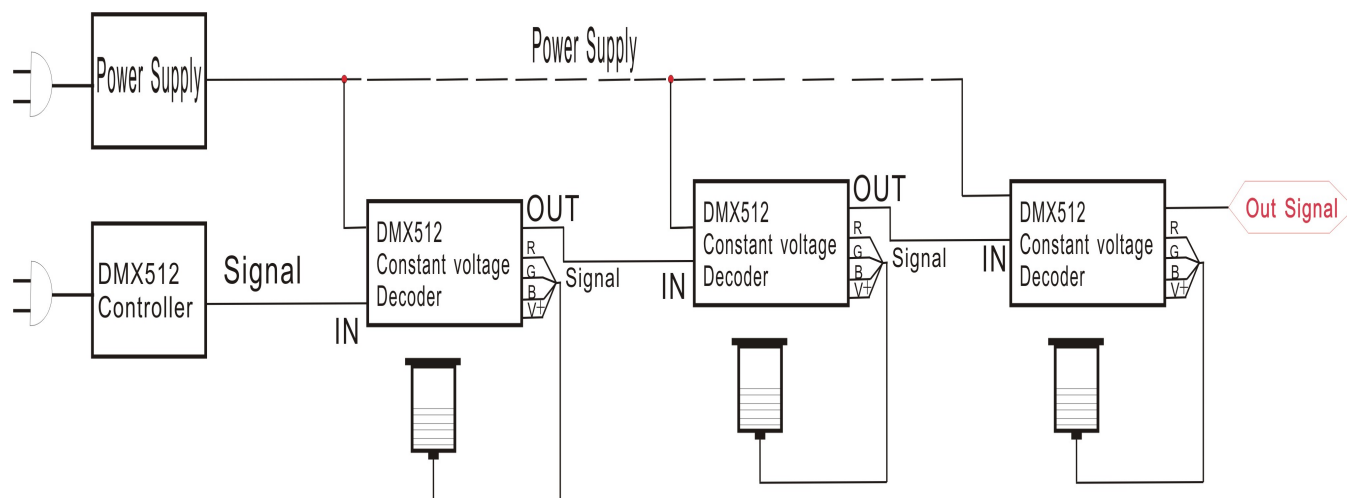 Power Supply
Power Supply
DMX512
Controller
Signal
IN
DMX512
Constant voltage
Decoder
OUT
R
G
B
V+
Signal
IN
DMX512
Constant voltage
Decoder
OUT
R
G
B
V+
Signal
IN
DMX512
Constant voltage
Decoder
R
G
B
V+
Out Signal